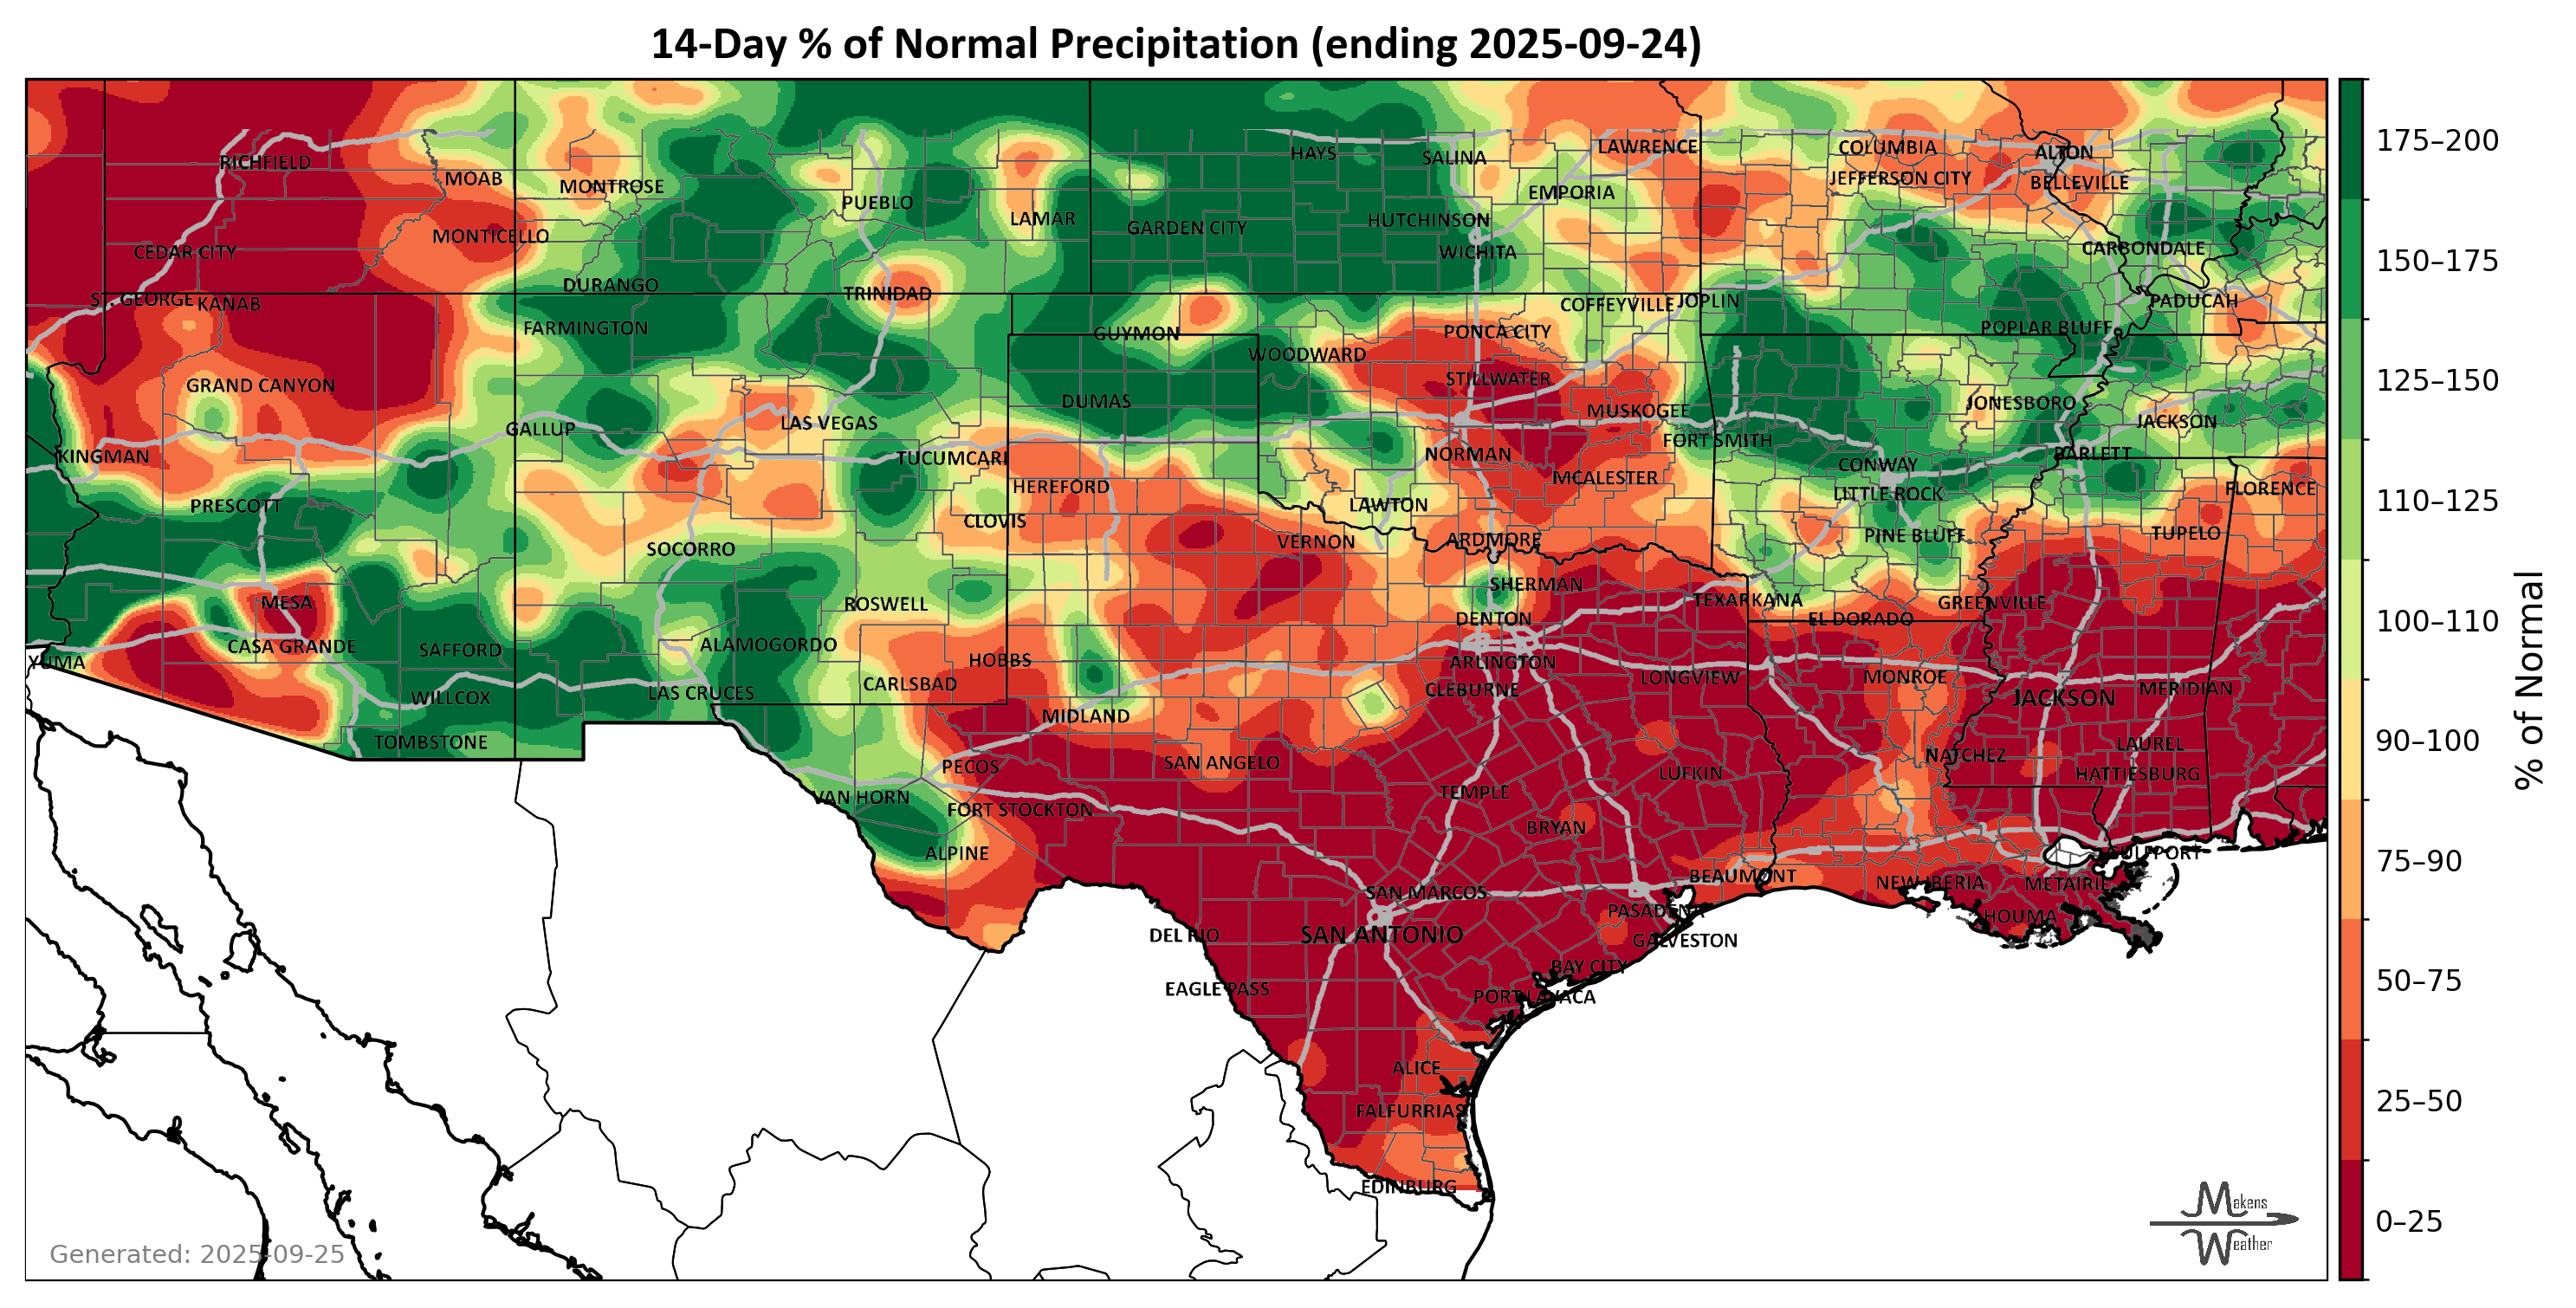 14-Day % of Normal Precipitation (ending 2025-09-24)
HAYS
SALINA
LAWRENCE
COLUMBIA
ALTON
RICHFIELD
MOAB
MONTROSE
EMPORIA
JEFFERSON CITY
BELLEVILLE
PUEBLO
LAMAR
GARDEN CITY
HUTCHINSON
MONTICELLO
CEDAR CITY
WICHITA
CARBONDALE
DURANGO
TRINIDAD
ST. GEORGE
KANAB
COFFEYVILLE
JOPLIN
PADUCAH
FARMINGTON
GUYMON
PONCA CITY
POPLAR BLUFF
WOODWARD
GRAND CANYON
STILLWATER
DUMAS
MUSKOGEE
JONESBORO
LAS VEGAS
JACKSON
GALLUP
FORT SMITH
KINGMAN
TUCUMCARI
NORMAN
BARLETT
CONWAY
HEREFORD
MCALESTER
LITTLE ROCK
FLORENCE
PRESCOTT
LAWTON
CLOVIS
PINE BLUFF
TUPELO
SOCORRO
VERNON
ARDMORE
SHERMAN
MESA
ROSWELL
TEXARKANA
GREENVILLE
DENTON
EL DORADO
CASA GRANDE
SAFFORD
ALAMOGORDO
YUMA
HOBBS
ARLINGTON
LONGVIEW
MONROE
WILLCOX
LAS CRUCES
CARLSBAD
CLEBURNE
JACKSON
MERIDIAN
MIDLAND
TOMBSTONE
NATCHEZ
LAUREL
PECOS
SAN ANGELO
LUFKIN
HATTIESBURG
VAN HORN
FORT STOCKTON
TEMPLE
BRYAN
ALPINE
GULFPORT
BEAUMONT
NEW IBERIA
METAIRIE
SAN MARCOS
PASADENA
HOUMA
DEL RIO
SAN ANTONIO
GALVESTON
BAY CITY
EAGLE PASS
PORT LAVACA
ALICE
FALFURRIAS
EDINBURG
175–200
150–175
125–150
110–125
100–110
90–100
75–90
50–75
25–50
0–25
% of Normal
Makens
Weather
Generated: 2025-09-25